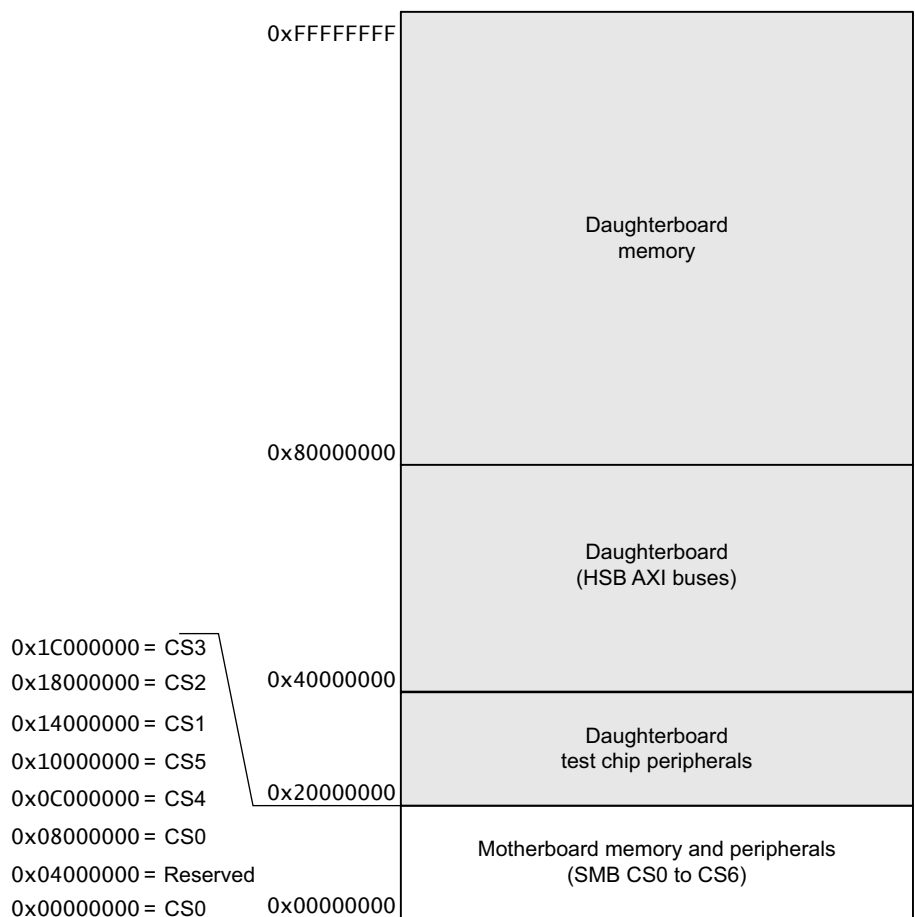 0xFFFFFFFF
Daughterboard
memory
0x80000000
Daughterboard
(HSB AXI buses)
0x1C000000 = CS3
0x18000000 = CS2
0x40000000
0x14000000 = CS1
Daughterboard
test chip peripherals
0x10000000 = CS5
0x0C000000 = CS4
0x20000000
0x08000000 = CS0
Motherboard memory and peripherals
(SMB CS0 to CS6)
0x04000000 = Reserved
0x00000000 = CS0
0x00000000